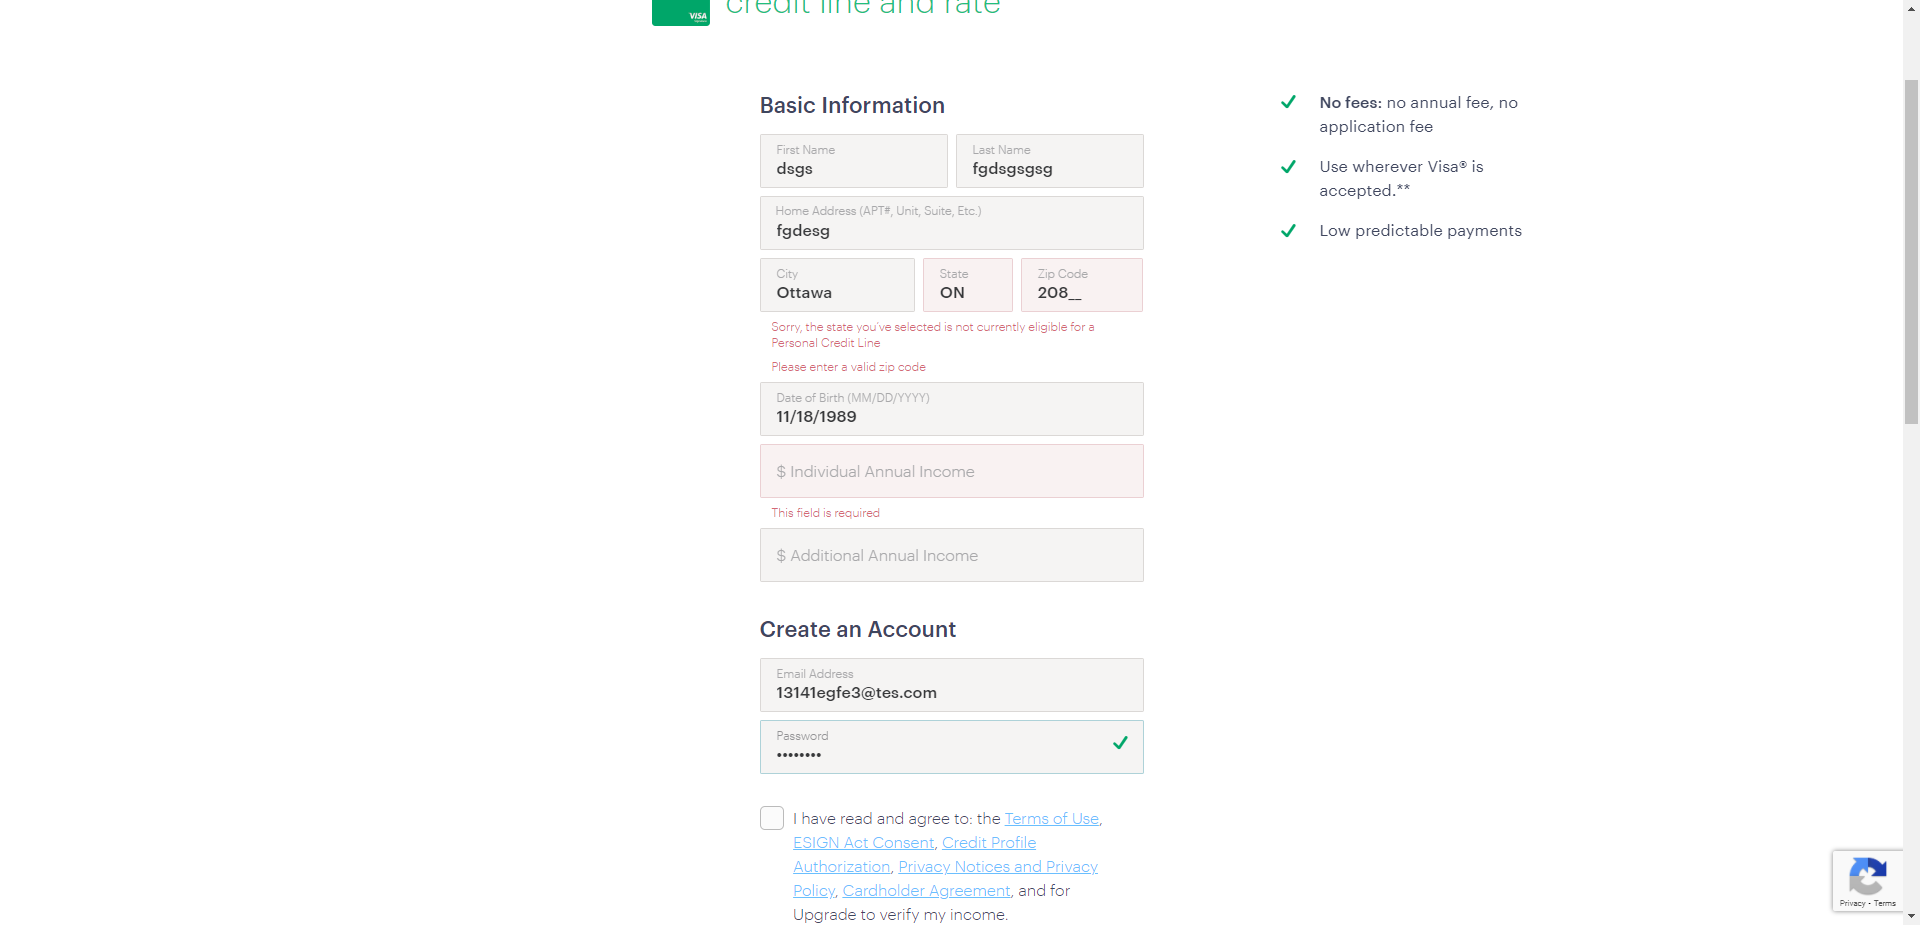 credit line and rate
VISA
Basic Information
First Name
dsgs
Last Name
fgdsgsgsg
Home Address (APT#, Unit, Suite, Etc.)
fgdesg
City
Ottawa
State
ON
Zip Code
208__
Sorry, the state you've selected is not currently eligible for a
Personal Credit Line
Please enter a valid zip code
Date of Birth (MM/DD/YYYY)
11/18/1989
$ Individual Annual Income
This field is required
$ Additional Annual Income
Create an Account
Email Address
13141egfe3@tes.com
Password
••••••••
I have read and agree to: the Terms of Use,
ESIGN Act Consent, Credit Profile
Authorization, Privacy Notices and Privacy
Policy, Cardholder Agreement, and for
Upgrade to verify my income.
No fees: no annual fee, no
application fee
Use wherever Visa® is
accepted.**
Low predictable payments
Privacy - Terms